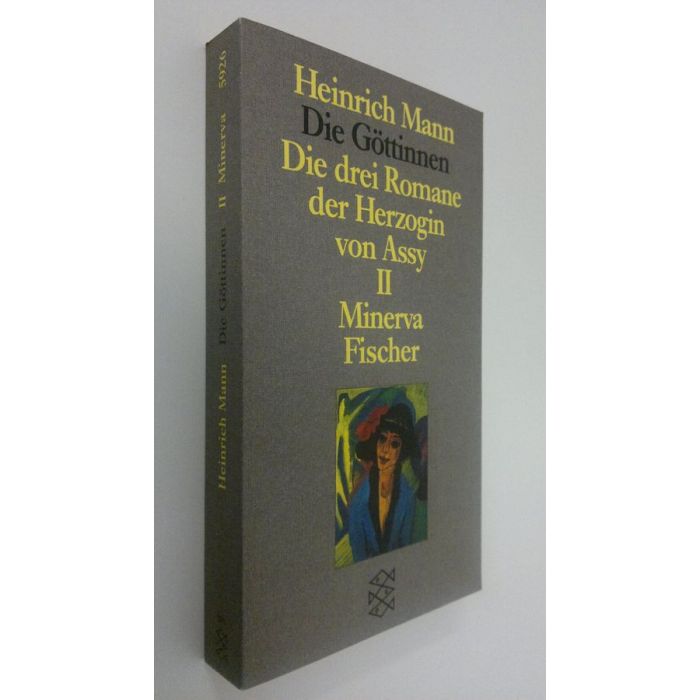 Heinrich Mann
Die Göttinnen
Die drei Romane
der Herzogin
von Assy
II
Minerva
Fischer
Heinrich Mann Die Göttinnen II Minerva 5926